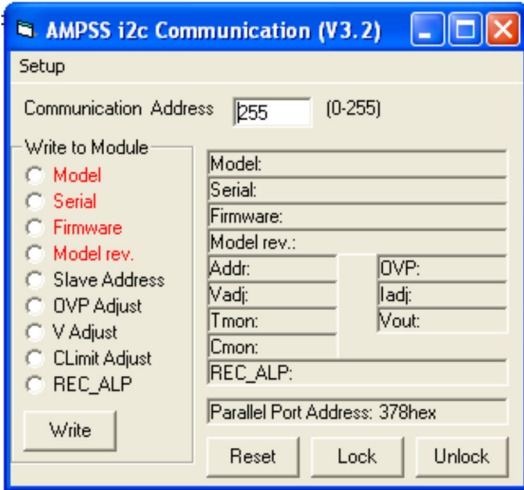 AMPSS i2c Communication (V3.2)
Setup
Communication Address 255 (0-255)
Write to Module
Model
Serial
Firmware
Model rev.
Slave Address
OVP Adjust
V Adjust
CLimit Adjust
REC_ALP
Write
Model:
Serial:
Firmware:
Model rev.:
Addr: OVP:
Vadj: Iadj:
Tmon: Vout:
Cmon:
REC_ALP:
Parallel Port Address: 378hex
Reset Lock Unlock